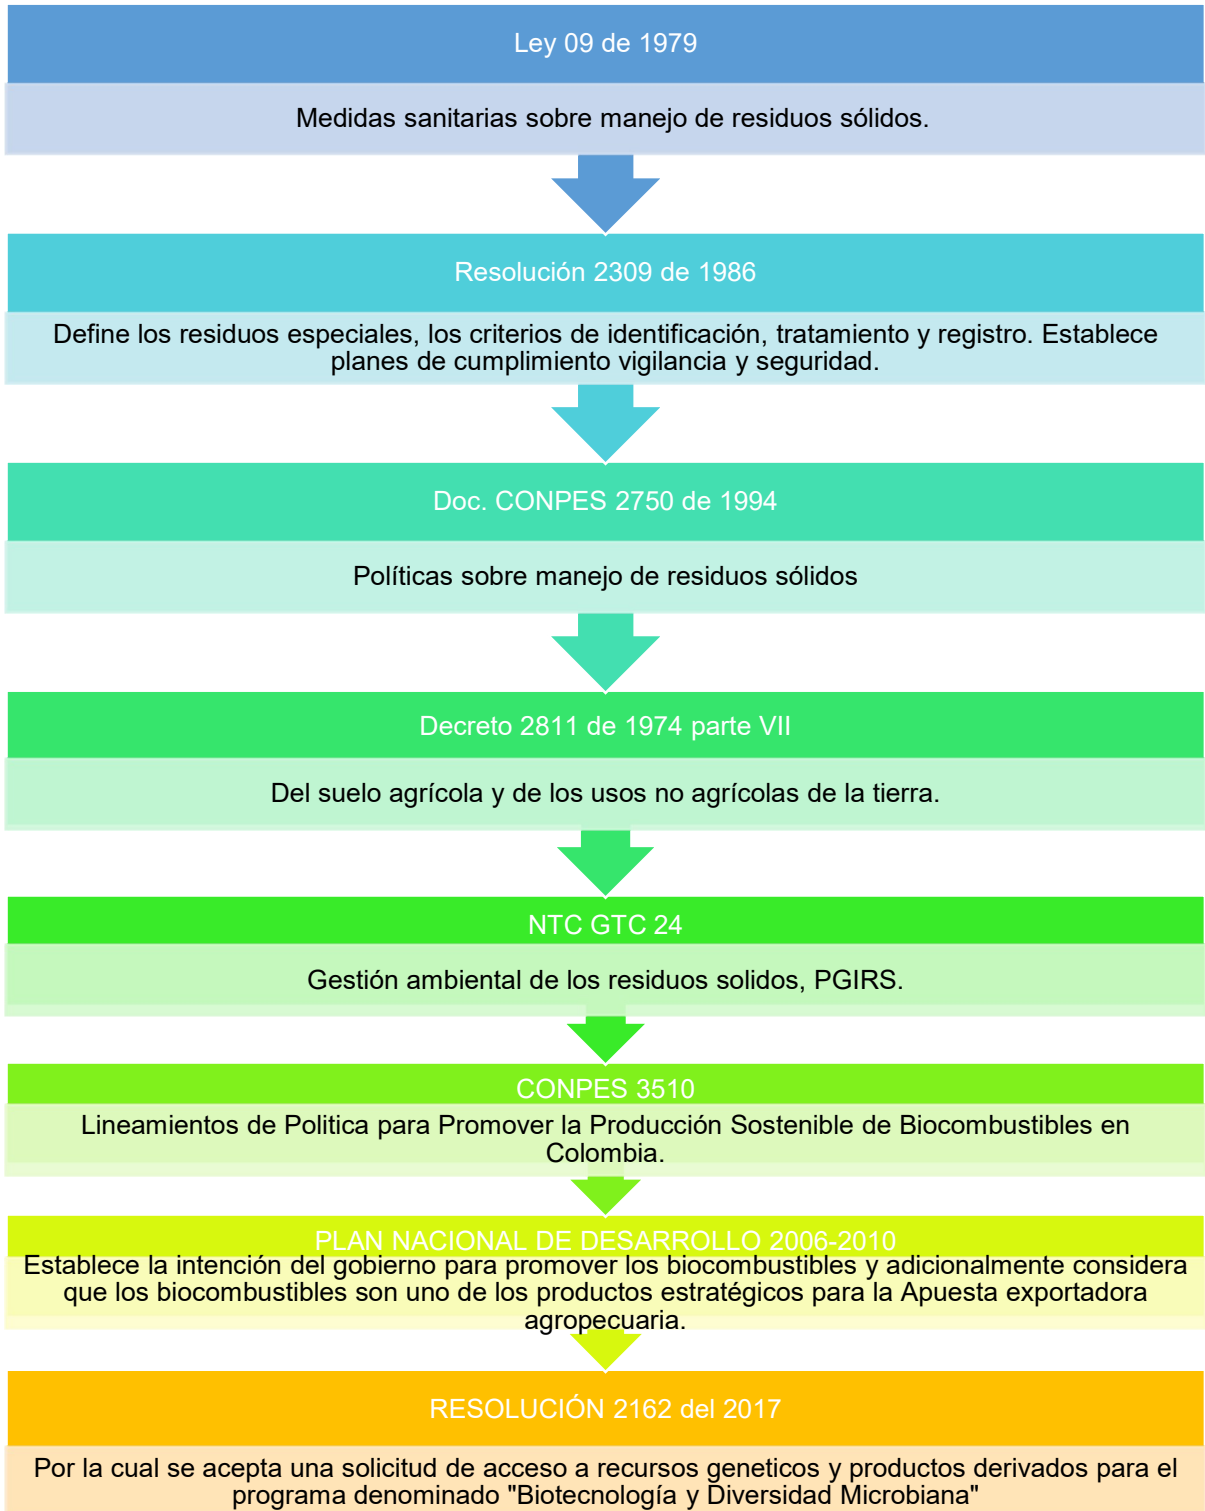 Ley 09 de 1979
Medidas sanitarias sobre manejo de residuos sólidos.
Resolución 2309 de 1986
Define los residuos especiales, los criterios de identificación, tratamiento y registro. Establece
planes de cumplimiento vigilancia y seguridad.
Doc. CONPES 2750 de 1994
Políticas sobre manejo de residuos sólidos
Decreto 2811 de 1974 parte VII
Del suelo agrícola y de los usos no agrícolas de la tierra.
NTC GTC 24
Gestión ambiental de los residuos solidos, PGIRS.
CONPES 3510
Lineamientos de Politica para Promover la Producción Sostenible de Biocombustibles en
Colombia.
PLAN NACIONAL DE DESARROLLO 2006-2010
Establece la intención del gobierno para promover los biocombustibles y adicionalmente considera
que los biocombustibles son uno de los productos estratégicos para la Apuesta exportadora
agropecuaria.
RESOLUCIÓN 2162 del 2017
Por la cual se acepta una solicitud de acceso a recursos geneticos y productos derivados para el
programa denominado "Biotecnología y Diversidad Microbiana"